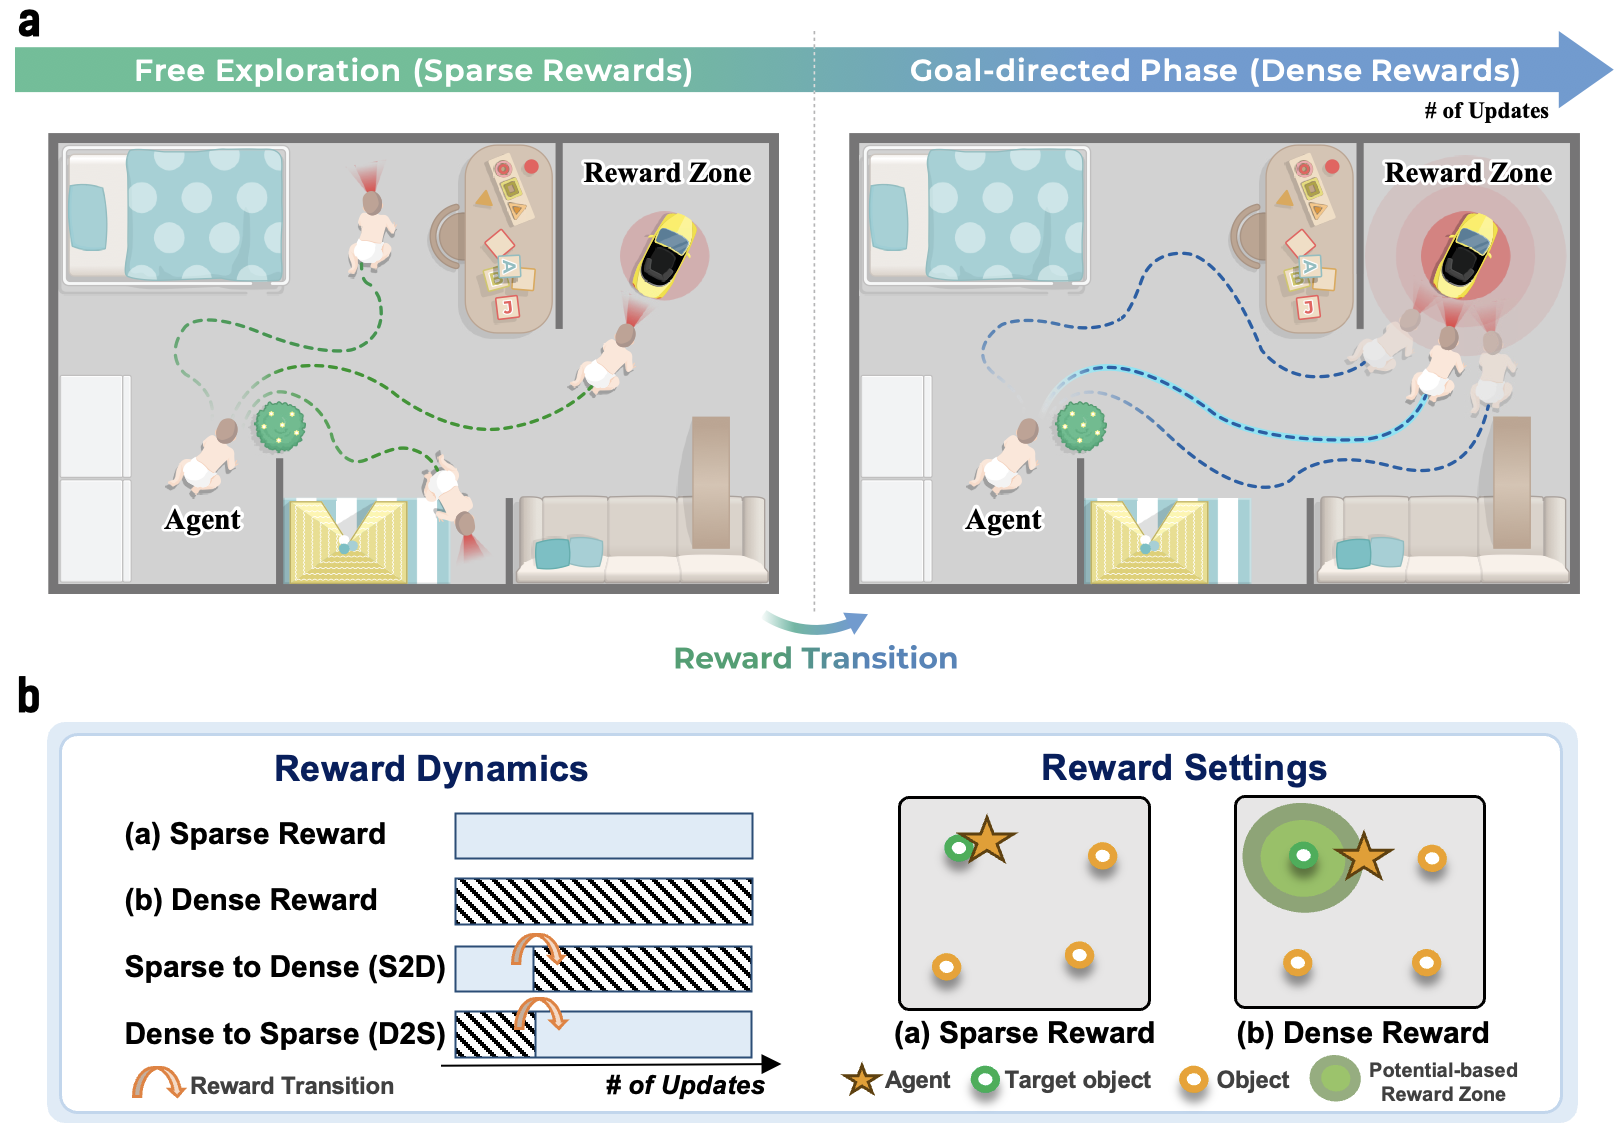 a
Free Exploration (Sparse Rewards)
Goal-directed Phase (Dense Rewards)
# of Updates
Reward Zone
Agent
A
J
Reward Zone
Agent
A
J
Reward Transition
b
Reward Dynamics
(a) Sparse Reward
(b) Dense Reward
Sparse to Dense (S2D)
Dense to Sparse (D2S)
Reward Transition
# of Updates
Reward Settings
(a) Sparse Reward
(b) Dense Reward
Agent
Target object
Object
Potential-based
Reward Zone